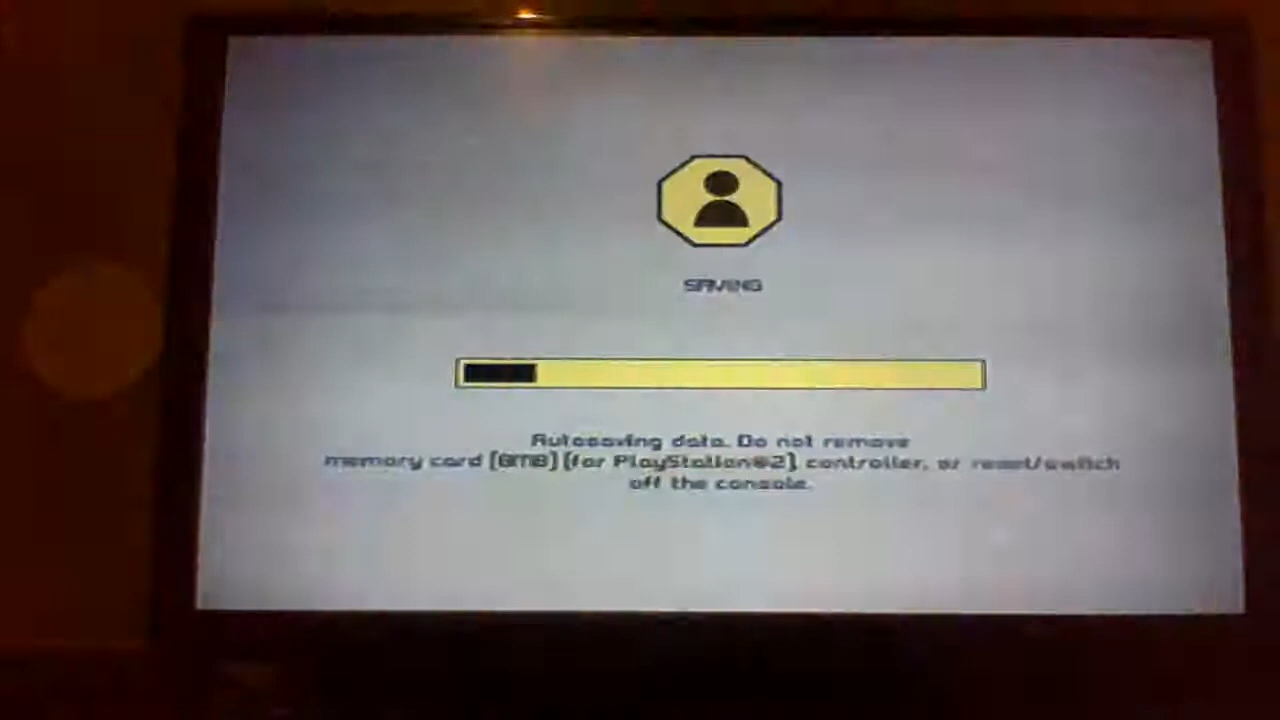 SAVING
Autosaving data. Do not remove
memory card (8MB) (for PlayStation®2), controller, or reset/switch
off the console.